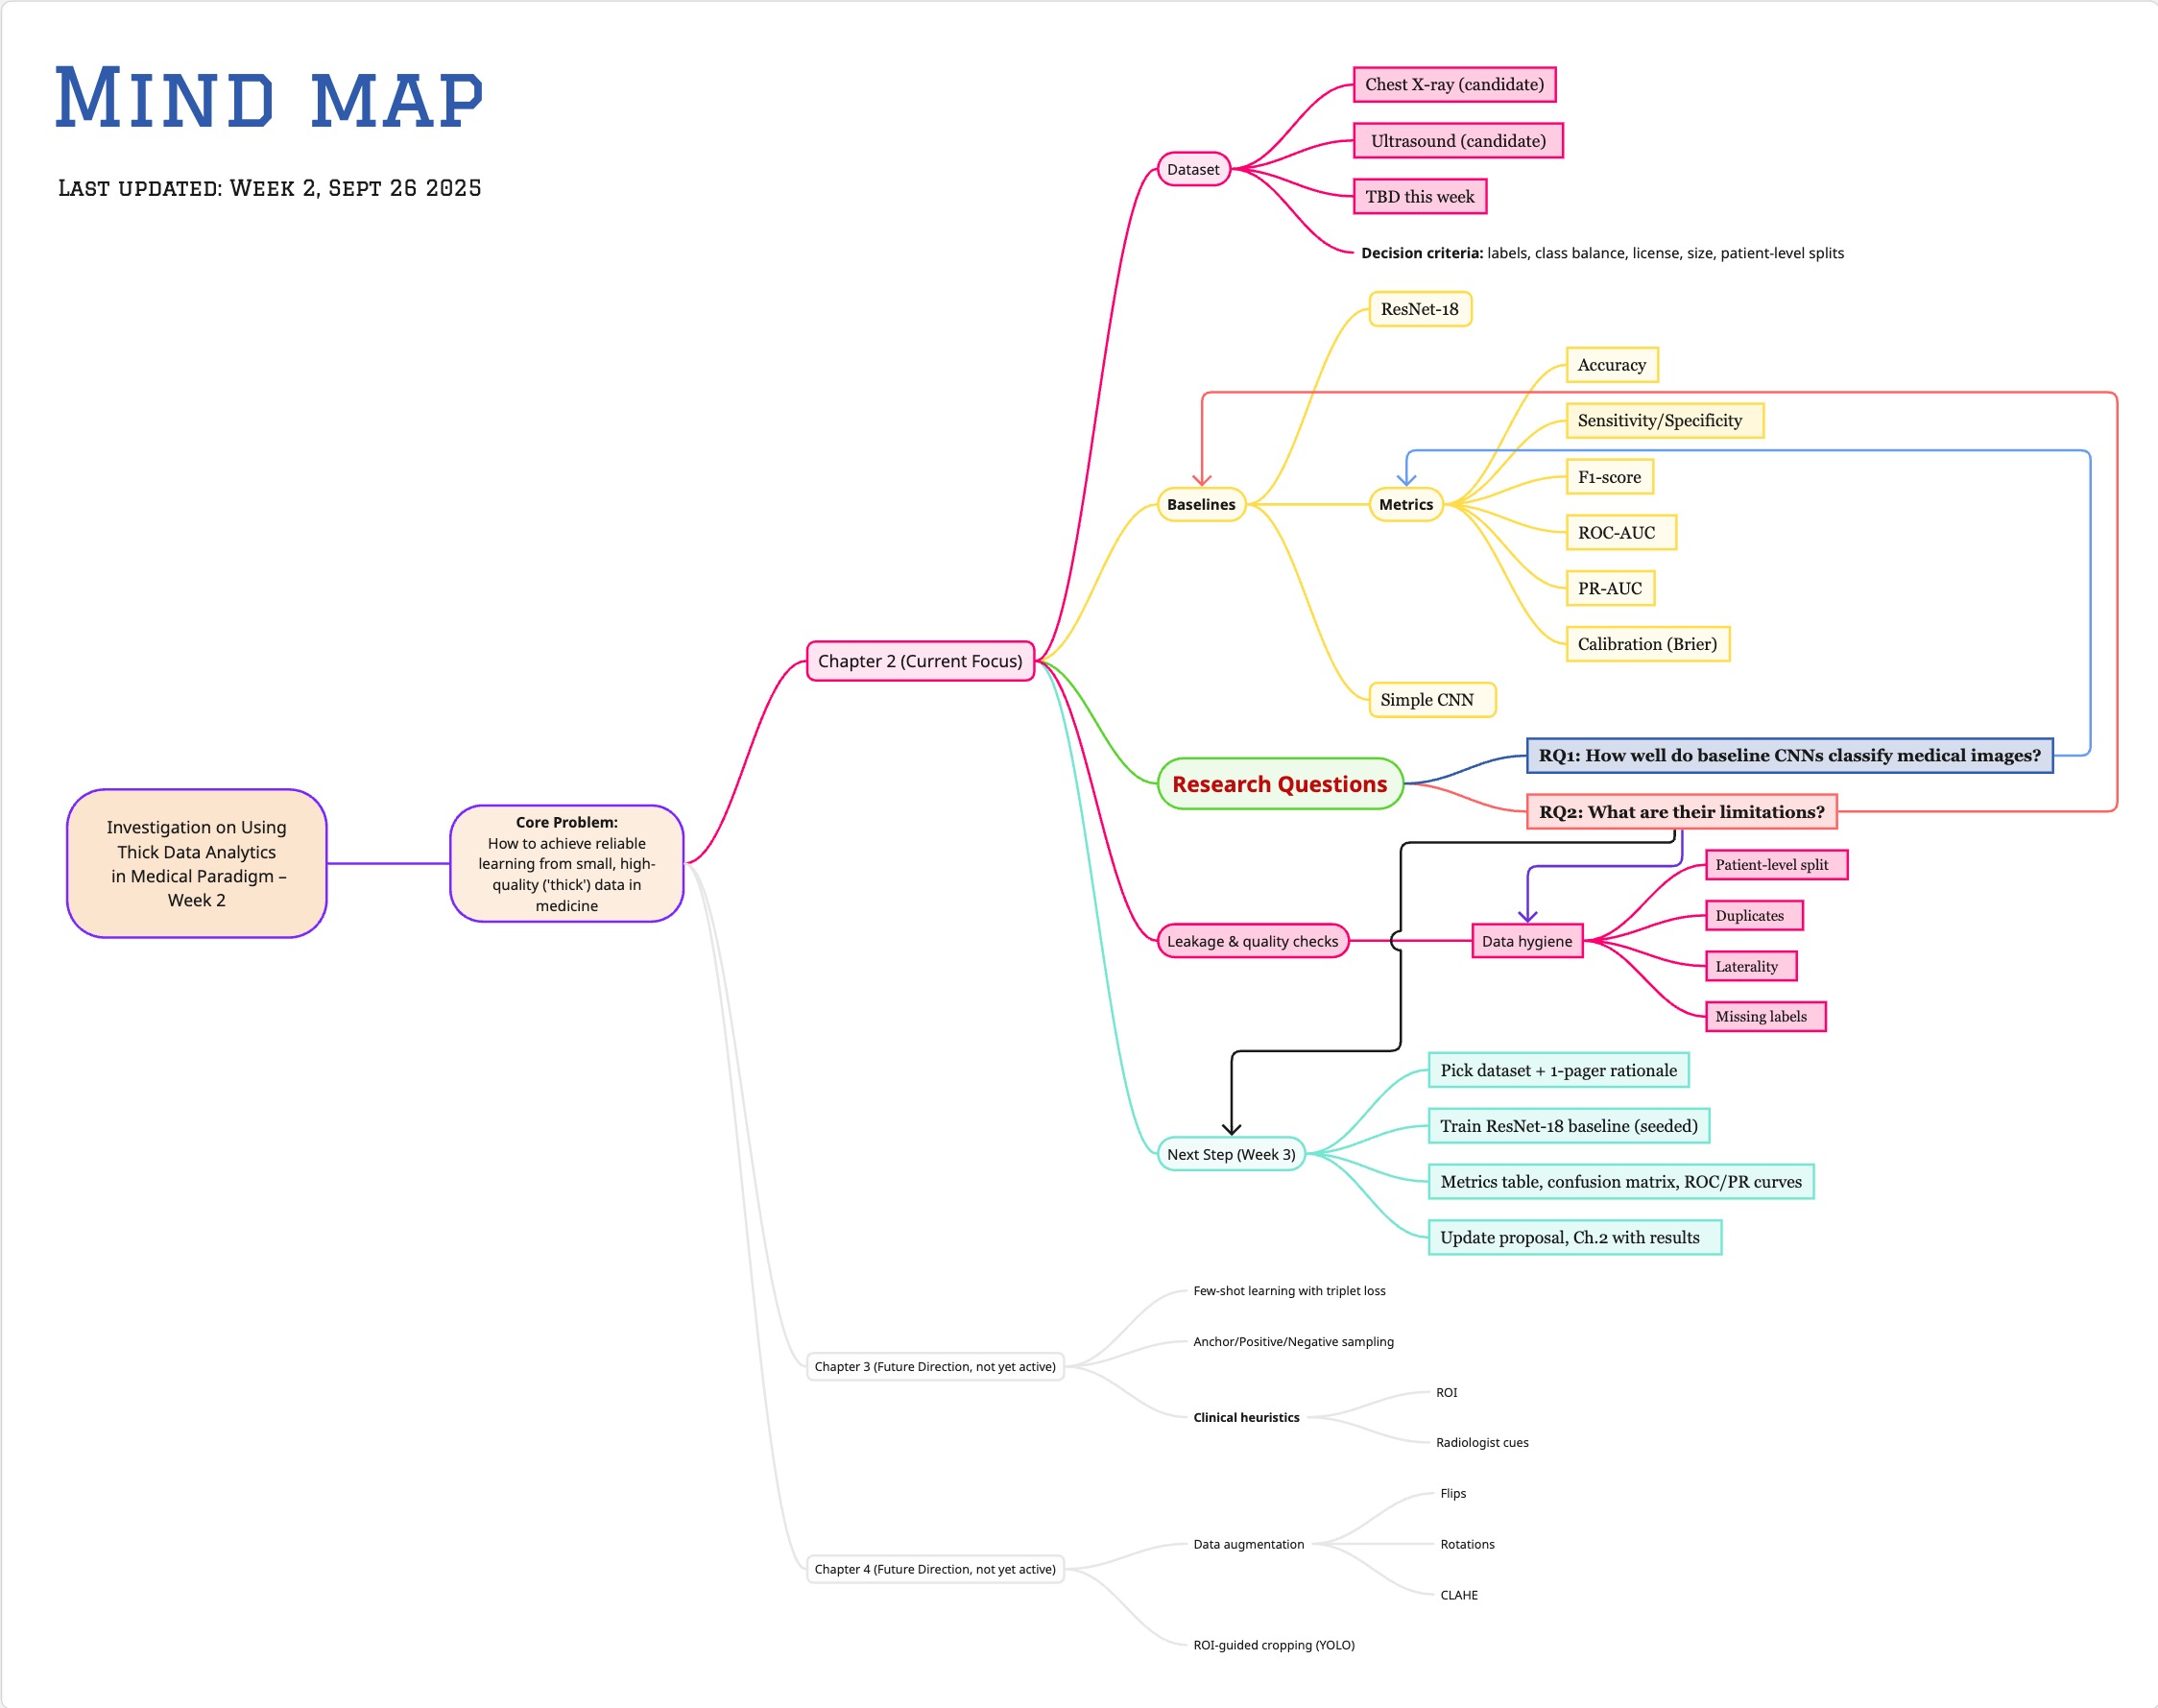 Mind map
Last updated: Week 2, Sept 26 2025
Investigation on Using
Thick Data Analytics
in Medical Paradigm –
Week 2
Core Problem:
How to achieve reliable
learning from small, high-
quality ('thick') data in
medicine
Chapter 2 (Current Focus)
Dataset
Chest X-ray (candidate)
Ultrasound (candidate)
TBD this week
Decision criteria: labels, class balance, license, size, patient-level splits
Baselines
ResNet-18
Metrics
Accuracy
Sensitivity/Specificity
F1-score
ROC-AUC
PR-AUC
Calibration (Brier)
Simple CNN
Research Questions
RQ1: How well do baseline CNNs classify medical images?
RQ2: What are their limitations?
Leakage & quality checks
Data hygiene
Patient-level split
Duplicates
Laterality
Missing labels
Next Step (Week 3)
Pick dataset + 1-pager rationale
Train ResNet-18 baseline (seeded)
Metrics table, confusion matrix, ROC/PR curves
Update proposal, Ch.2 with results
Chapter 3 (Future Direction, not yet active)
Few-shot learning with triplet loss
Anchor/Positive/Negative sampling
Clinical heuristics
ROI
Radiologist cues
Chapter 4 (Future Direction, not yet active)
Data augmentation
Flips
Rotations
CLAHE
ROI-guided cropping (YOLO)